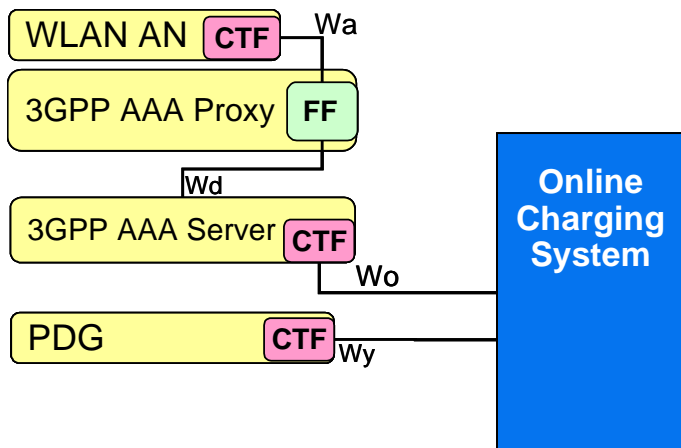 WLAN AN
CTF
Wa
3GPP AAA Proxy
FF
Wd
3GPP AAA Server
CTF
Wo
PDG
CTF
Wy
Online
Charging
System